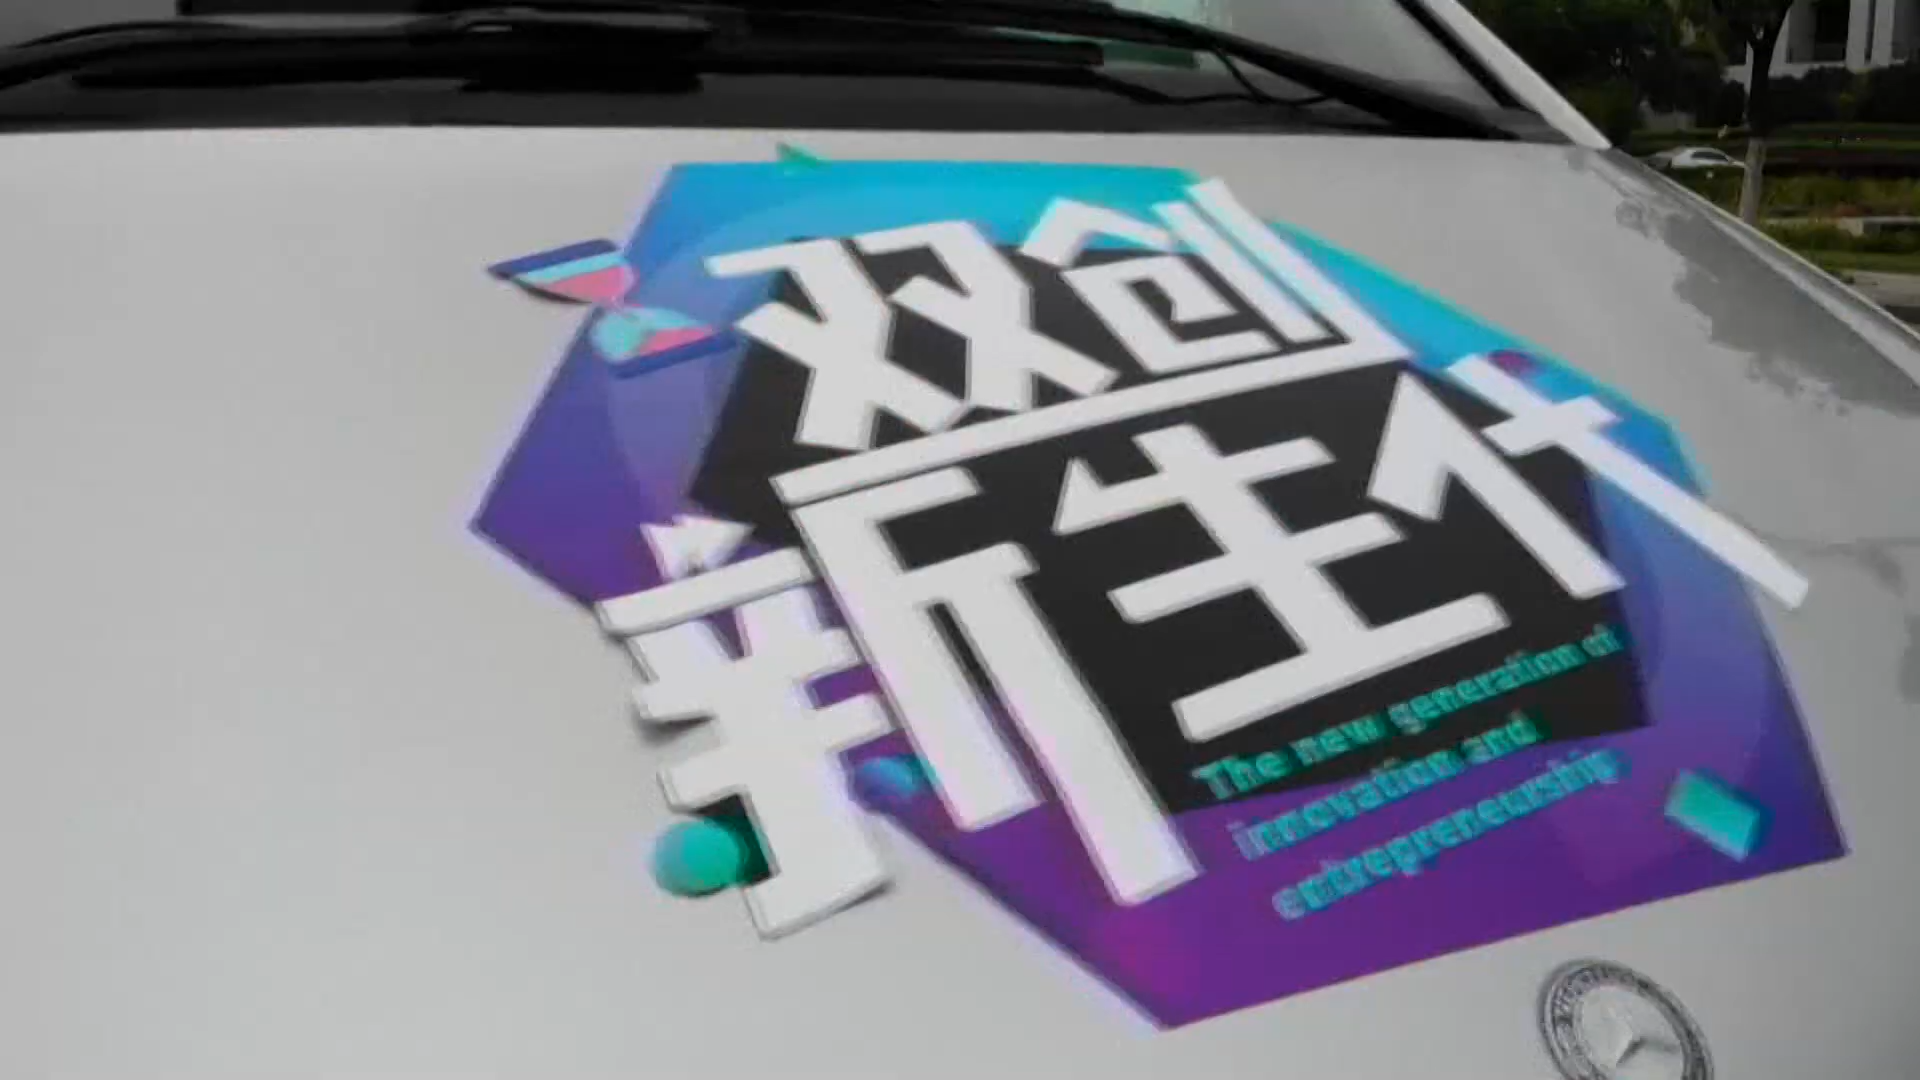 双创
新生代
The new generation of
innovation and
entrepreneurship